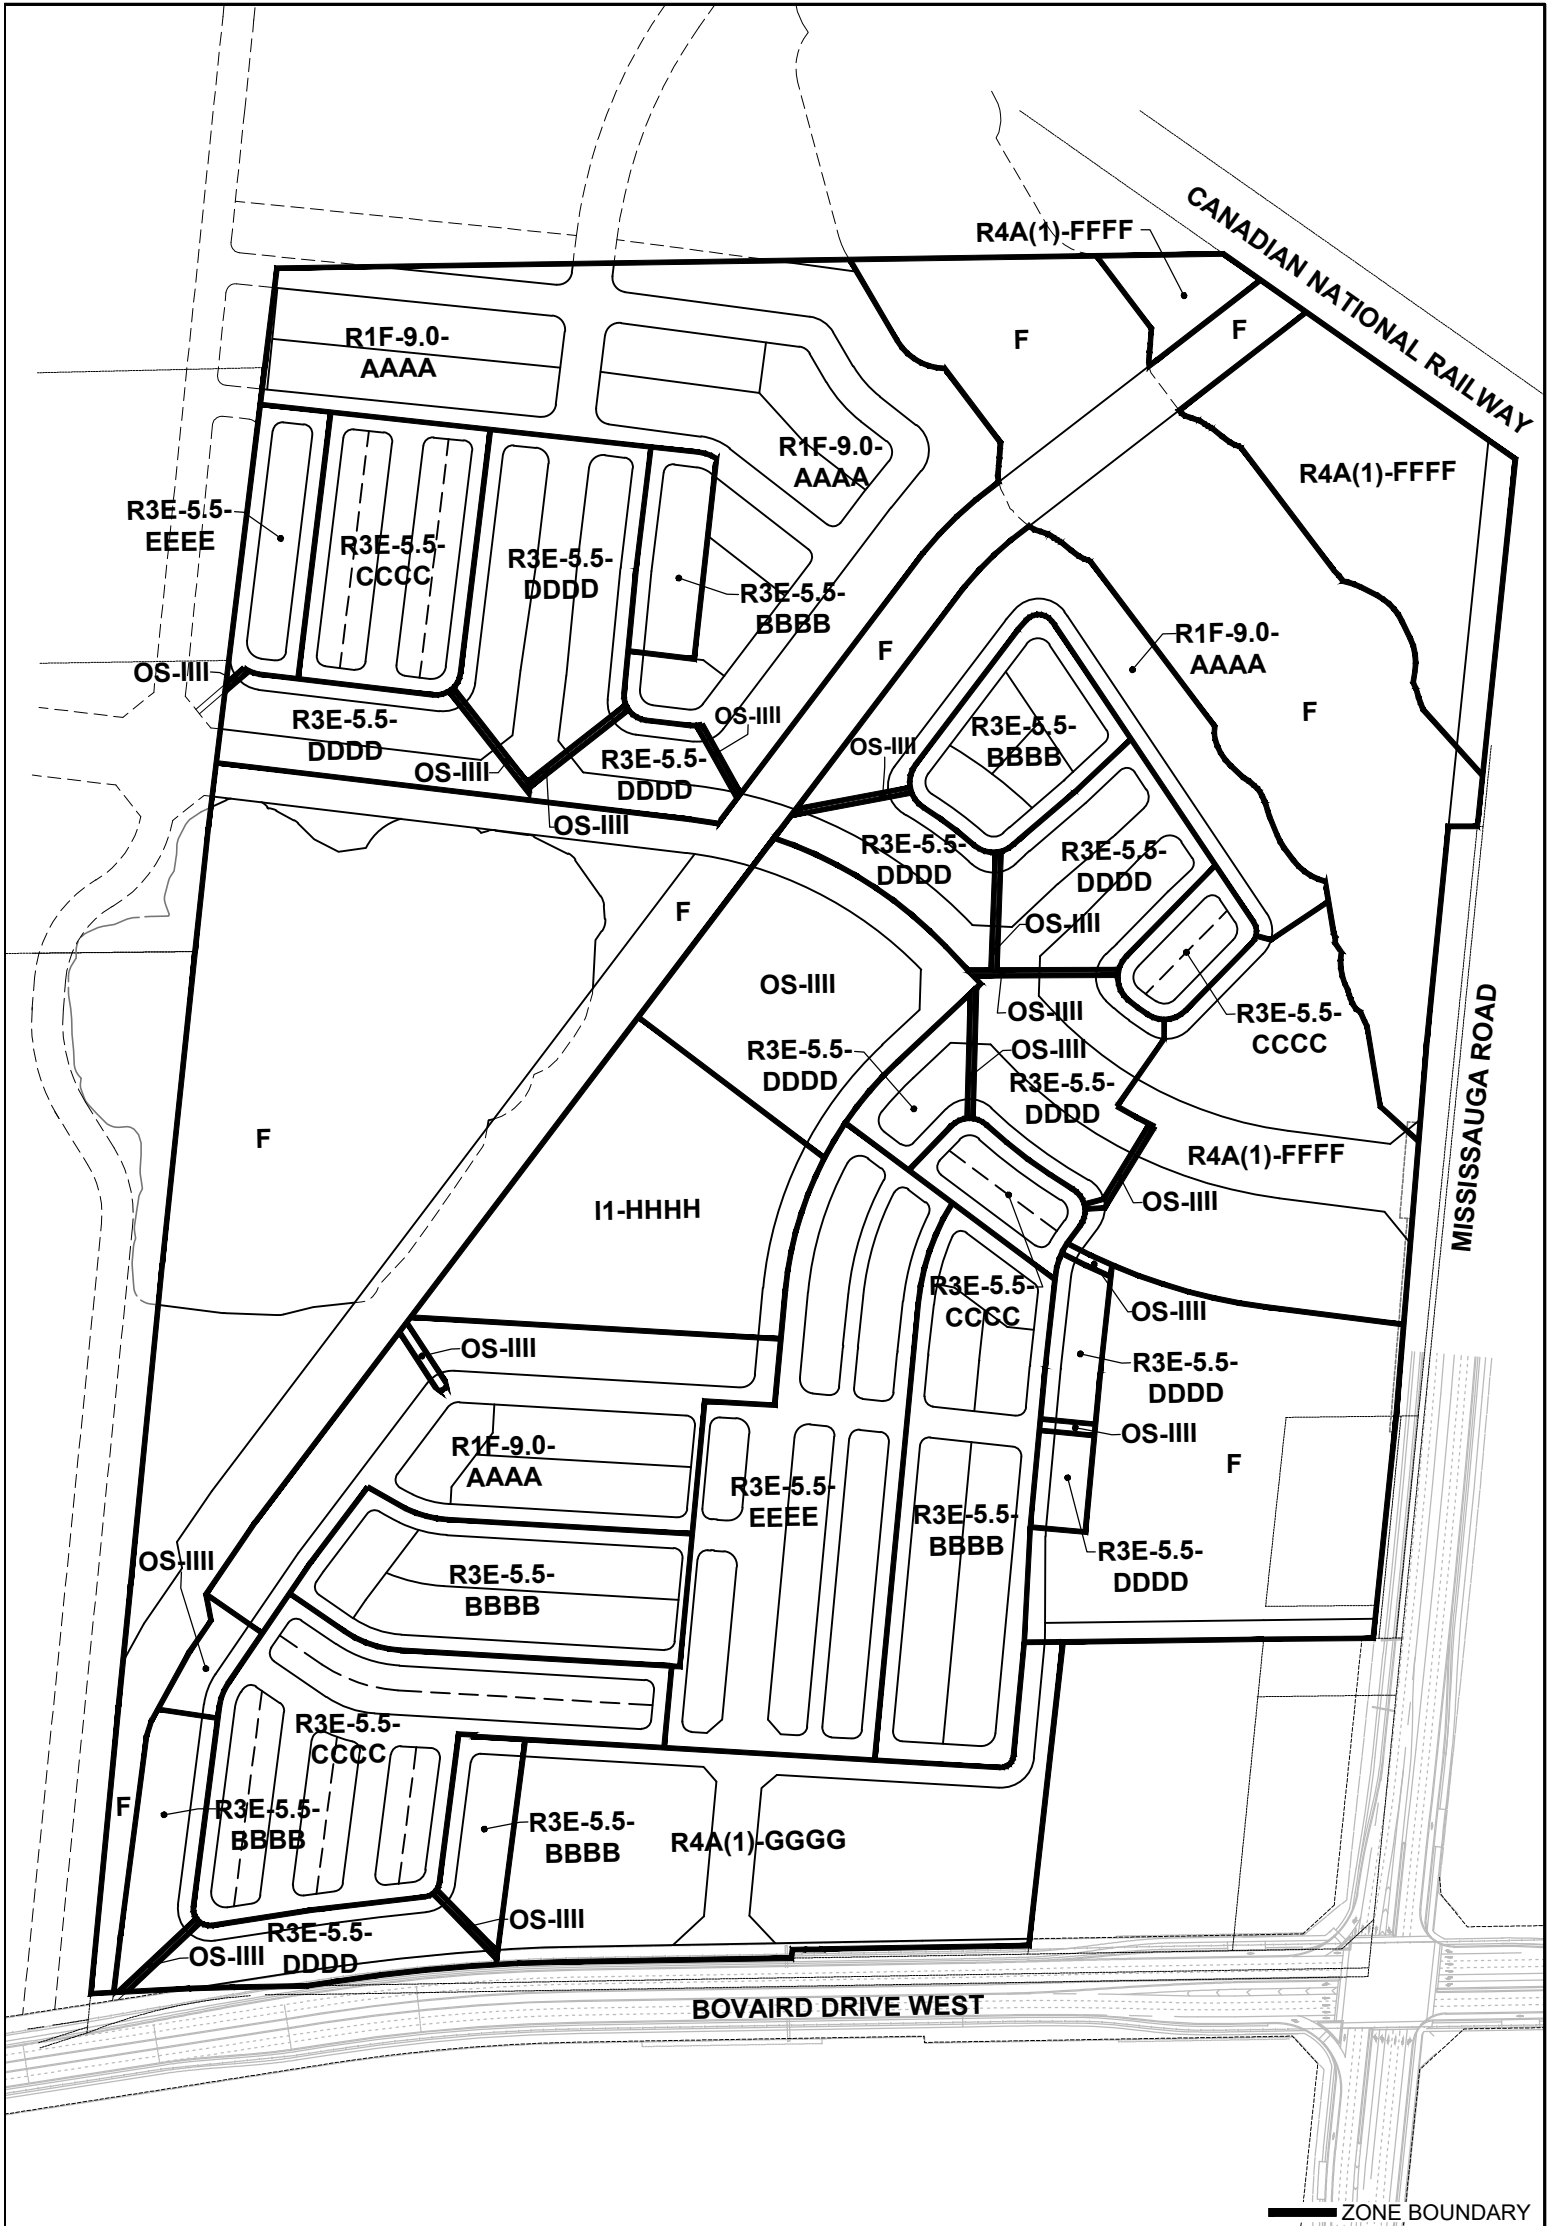 R4A(1)-FFFF
CANADIAN NATIONAL RAILWAY
F
F
R1F-9.0-
AAAA
R1F-9.0-
AAAA
R4A(1)-FFFF
R3E-5.5-
EEEE
R3E-5.5-
CCCC
R3E-5.5-
DDDD
R3E-5.5-
BBBB
F
R1F-9.0-
AAAA
OS-IIII
R3E-5.5-
DDDD
OS-IIII
OS-IIII
R3E-5.5-
DDDD
OS-IIII
OS-IIII
R3E-5.5-
BBBB
F
R3E-5.5-
DDDD
R3E-5.5-
DDDD
F
OS-IIII
OS-IIII
OS-IIII
R3E-5.5-
CCCC
MISSISSAUGA ROAD
R3E-5.5-
DDDD
OS-IIII
R3E-5.5-
DDDD
F
R4A(1)-FFFF
OS-IIII
I1-HHHH
R3E-5.5-
CCCC
OS-IIII
OS-IIII
R3E-5.5-
DDDD
OS-IIII
R1F-9.0-
AAAA
F
R3E-5.5-
EEEE
R3E-5.5-
BBBB
OS-IIII
R3E-5.5-
BBBB
R3E-5.5-
DDDD
R3E-5.5-
CCCC
F
R3E-5.5-
BBBB
R3E-5.5-
BBBB
R4A(1)-GGGG
OS-IIII
R3E-5.5-
DDDD
OS-IIII
BOVAIRD DRIVE WEST
ZONE BOUNDARY